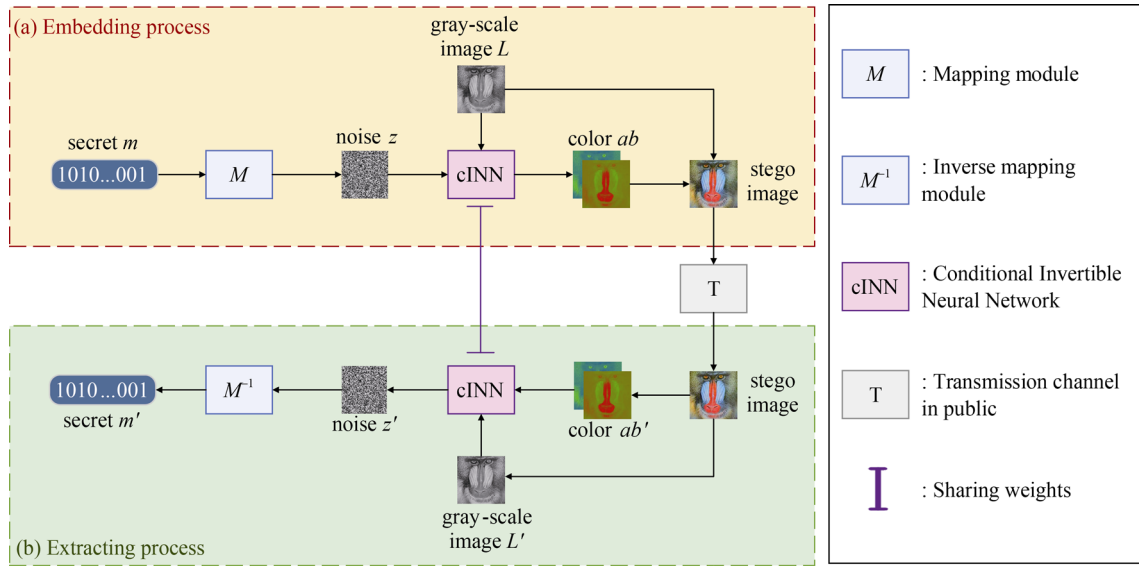 (a) Embedding process
gray-scale
image L
secret m
1010...001
M
noise z
cINN
color ab
stego
image
T
(b) Extracting process
1010...001
secret m′
M⁻¹
noise z′
cINN
color ab′
stego
image
gray-scale
image L′
M
: Mapping module
M⁻¹
: Inverse mapping
module
cINN
: Conditional Invertible
Neural Network
T
: Transmission channel
in public
: Sharing weights